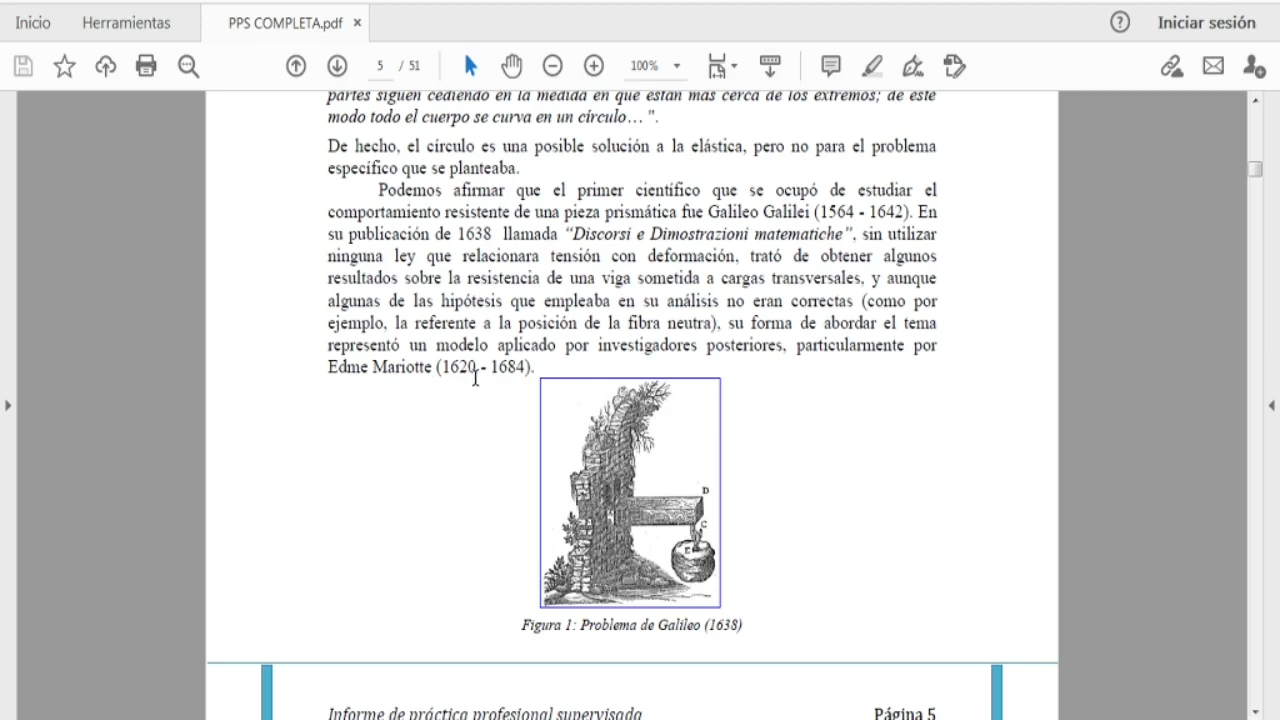 Inicio Herramientas PPS COMPLETA.pdf × ? Iniciar sesión
5 / 51 100%
partes siguen cediendo en la medida en que están más cerca de los extremos; de este
modo todo el cuerpo se curva en un círculo… ".
De hecho, el círculo es una posible solución a la elástica, pero no para el problema
específico que se planteaba.
Podemos afirmar que el primer científico que se ocupó de estudiar el
comportamiento resistente de una pieza prismática fue Galileo Galilei (1564 - 1642). En
su publicación de 1638 llamada “Discorsi e Dimostrazioni matematiche”, sin utilizar
ninguna ley que relacionara tensión con deformación, trató de obtener algunos
resultados sobre la resistencia de una viga sometida a cargas transversales, y aunque
algunas de las hipótesis que empleaba en su análisis no eran correctas (como por
ejemplo, la referente a la posición de la fibra neutra), su forma de abordar el tema
representó un modelo aplicado por investigadores posteriores, particularmente por
Edme Mariotte (1620 - 1684).
D
C
E
Figura 1: Problema de Galileo (1638)
Informe de práctica profesional supervisada Página 5